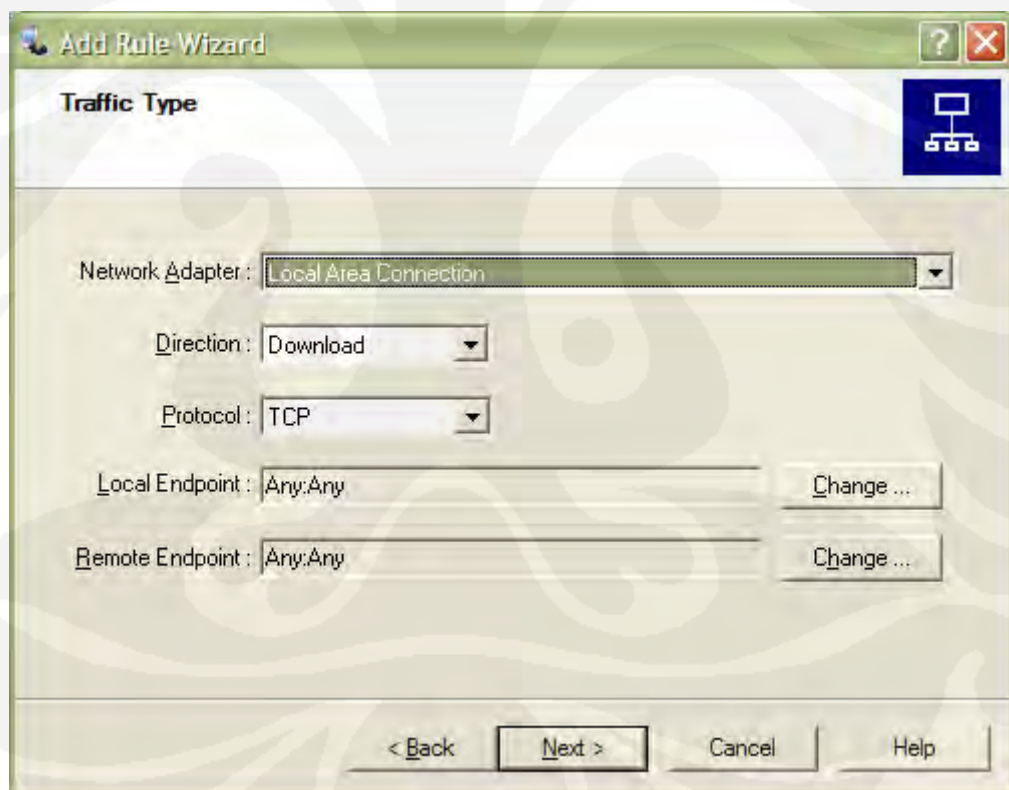 Add Rule Wizard
Traffic Type
Network Adapter : Local Area Connection
Direction : Download
Protocol : TCP
Local Endpoint : Any:Any Change ...
Remote Endpoint : Any:Any Change ...
< Back Next > Cancel Help